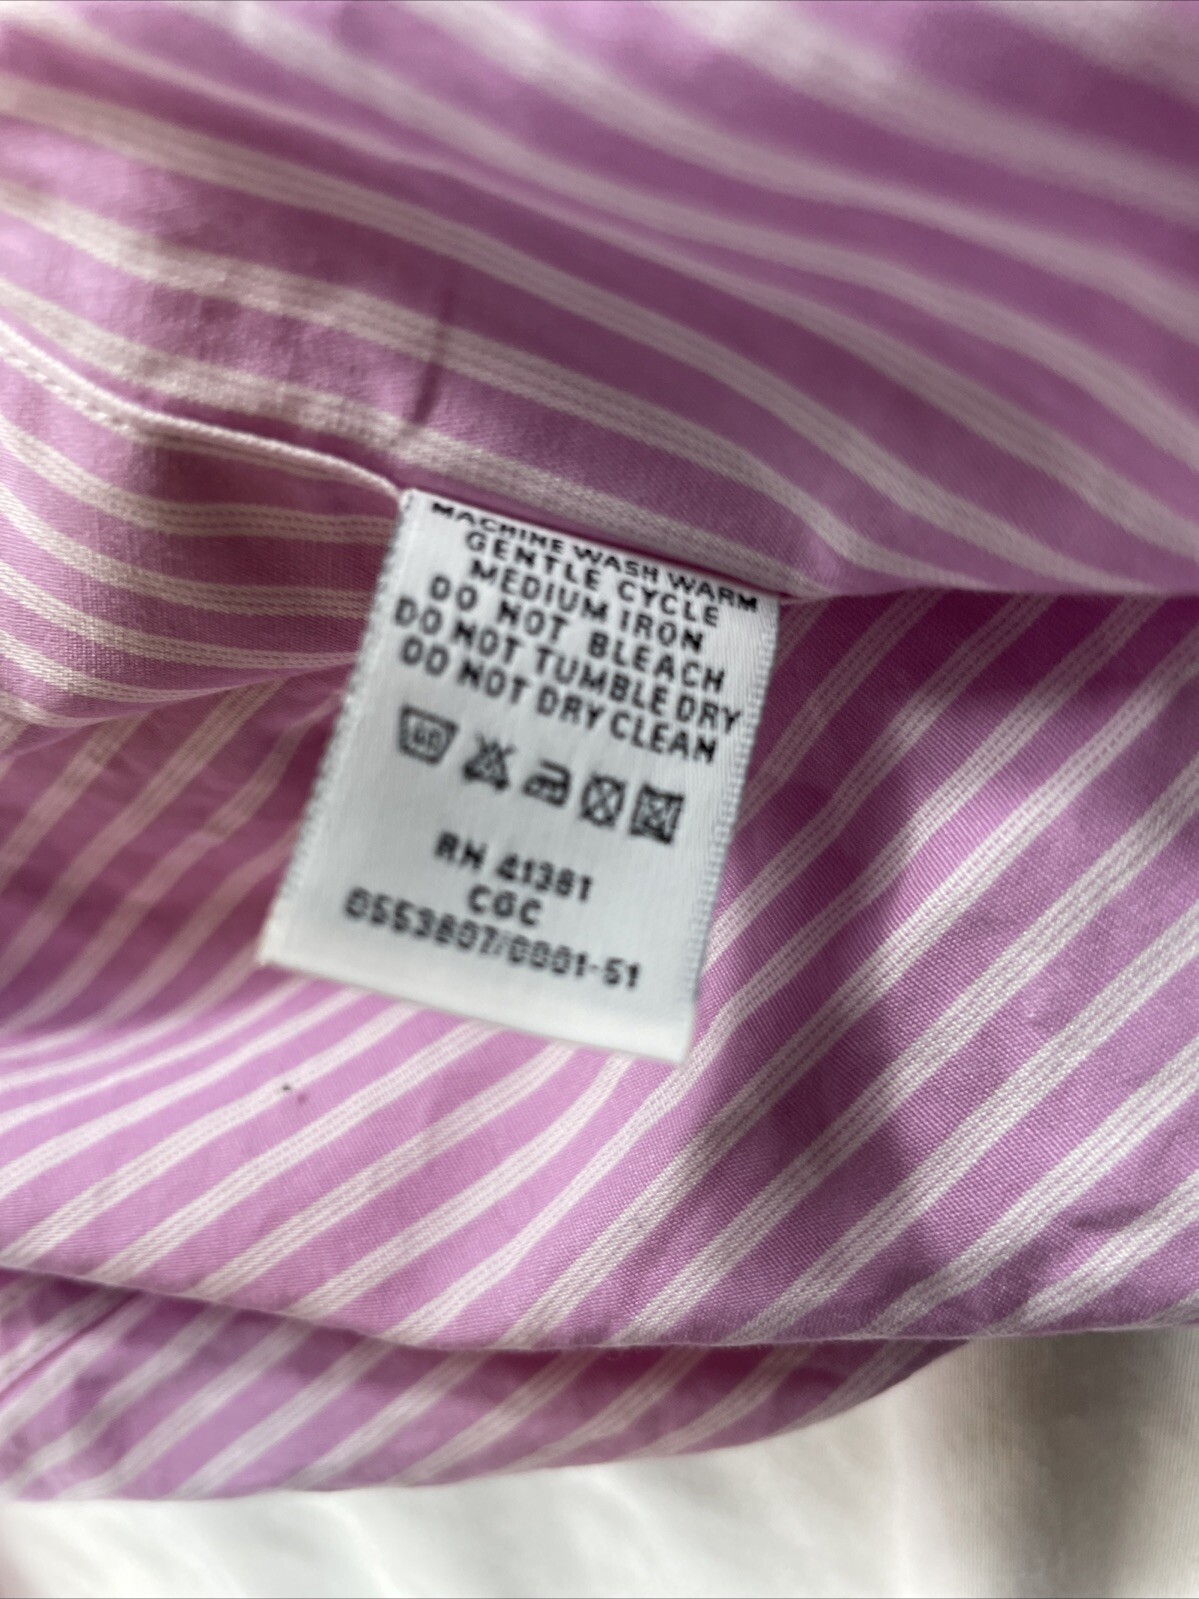 MACHINE WASH WARM
GENTLE CYCLE
MEDIUM IRON
DO NOT BLEACH
DO NOT TUMBLE DRY
DO NOT DRY CLEAN
RN 41381
CGC
0553807/0001-51